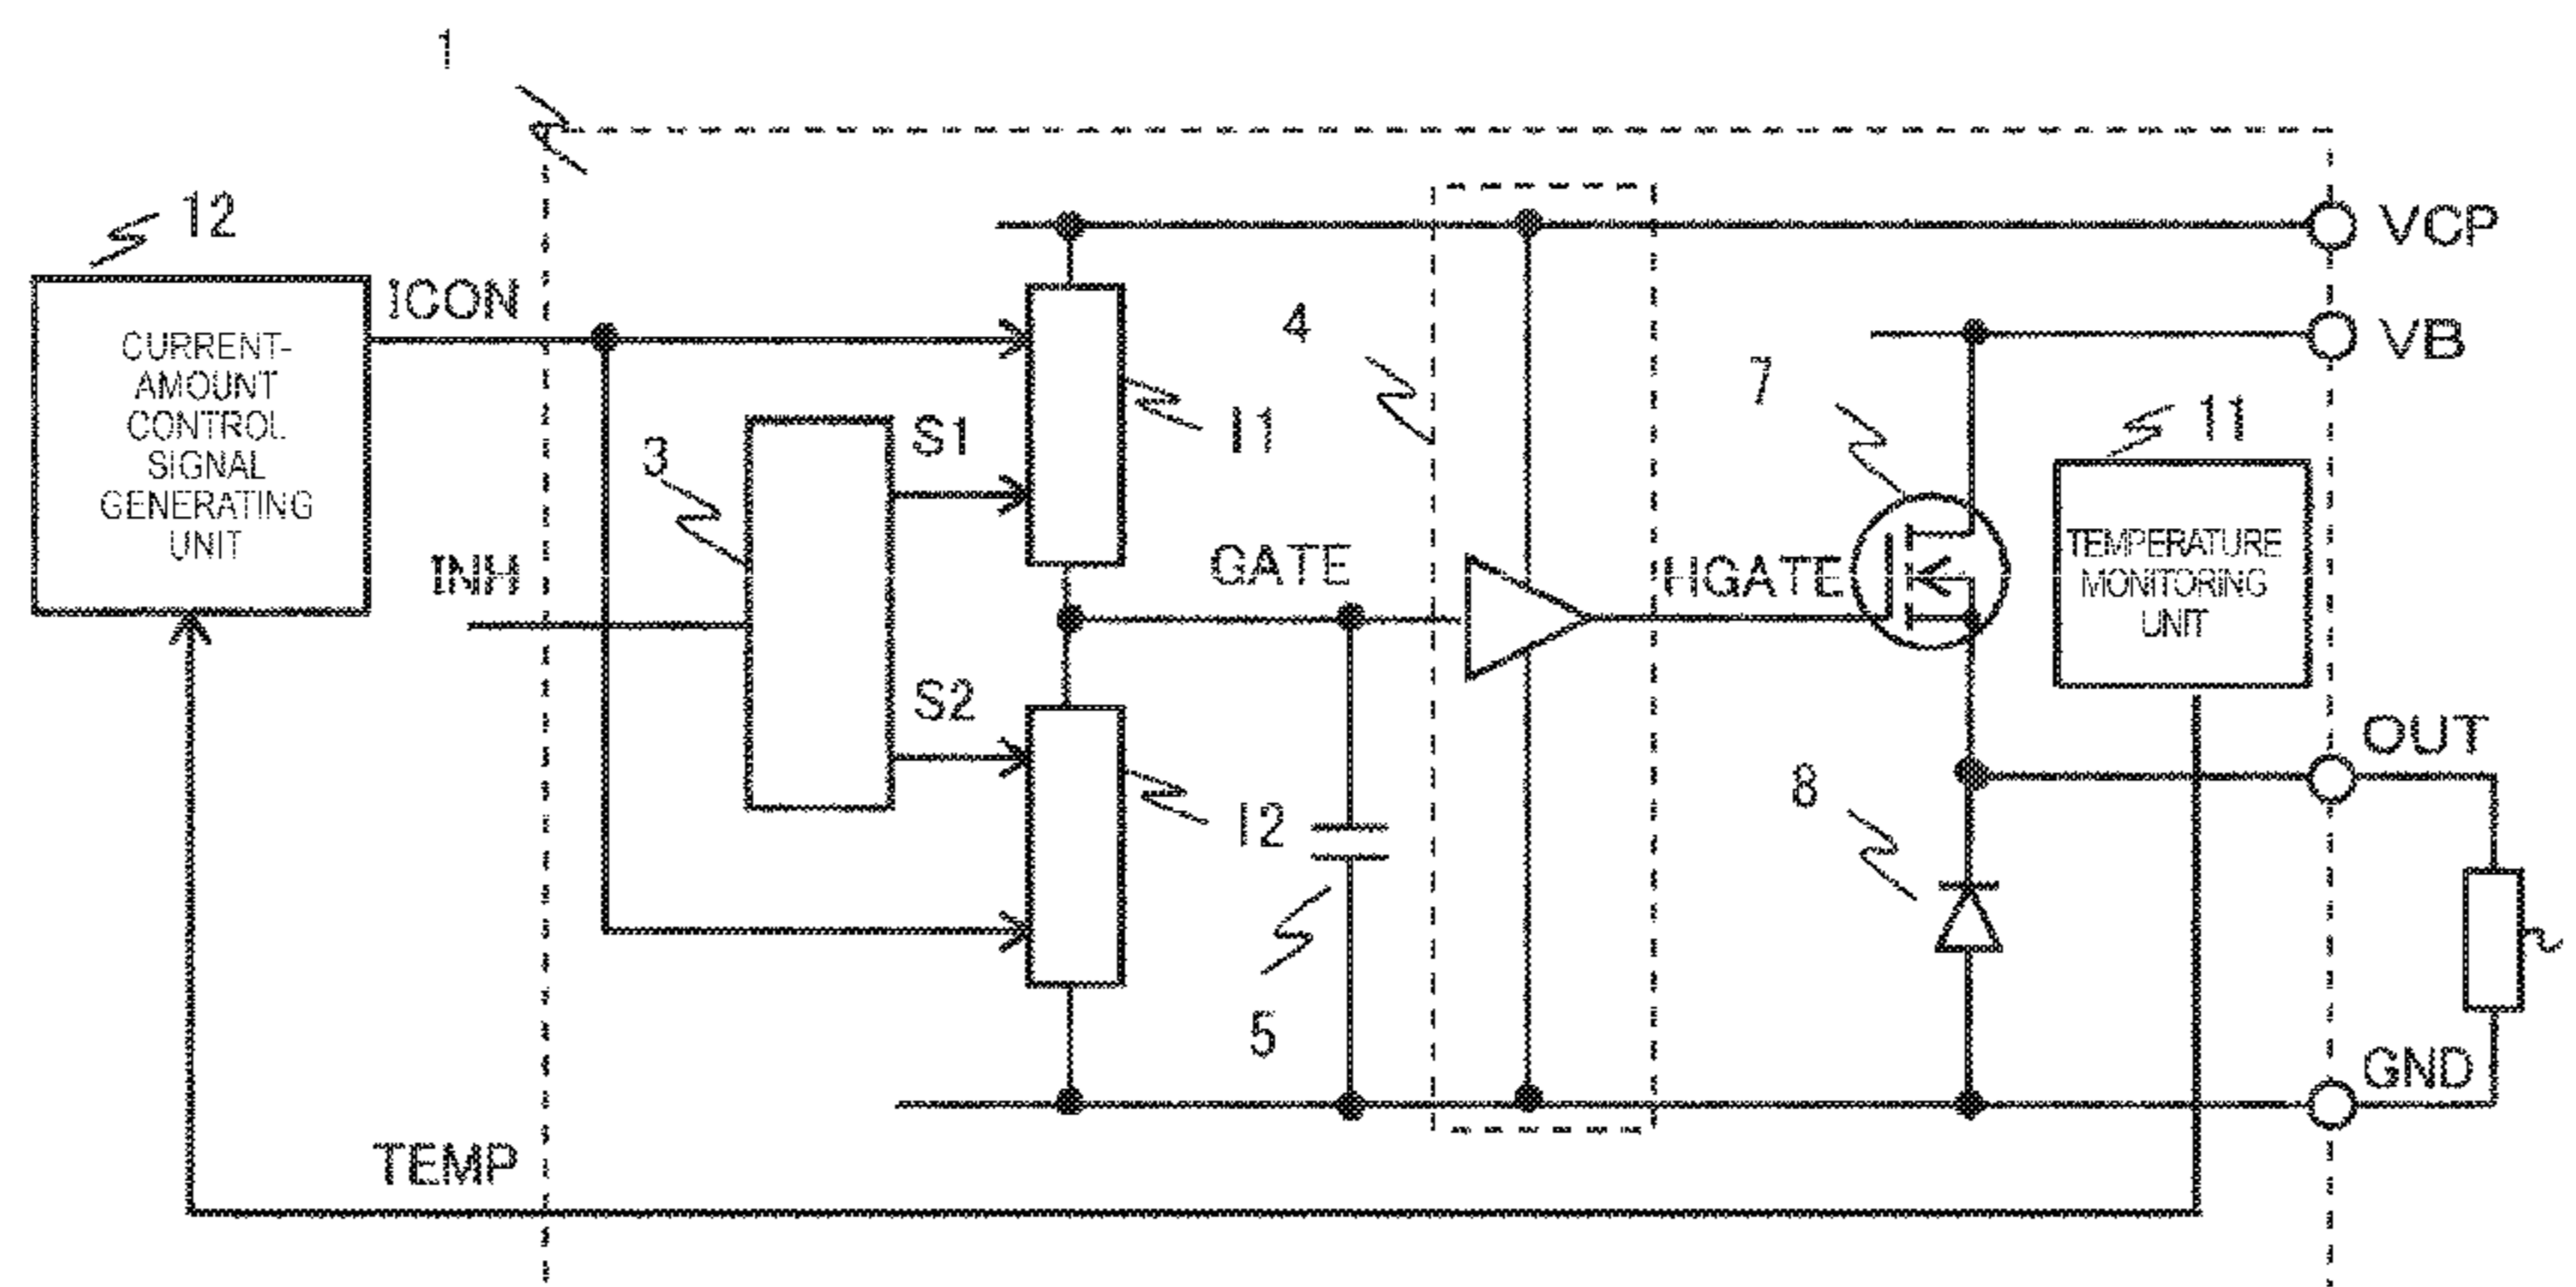 1
12
VCP
ICON
4
VB
CURRENT-
AMOUNT
CONTROL
SIGNAL
GENERATING
UNIT
7
3
S1
I1
11
INH
GATE
HGATE
TEMPERATURE
MONITORING
UNIT
S2
OUT
8
I2
5
GND
TEMP